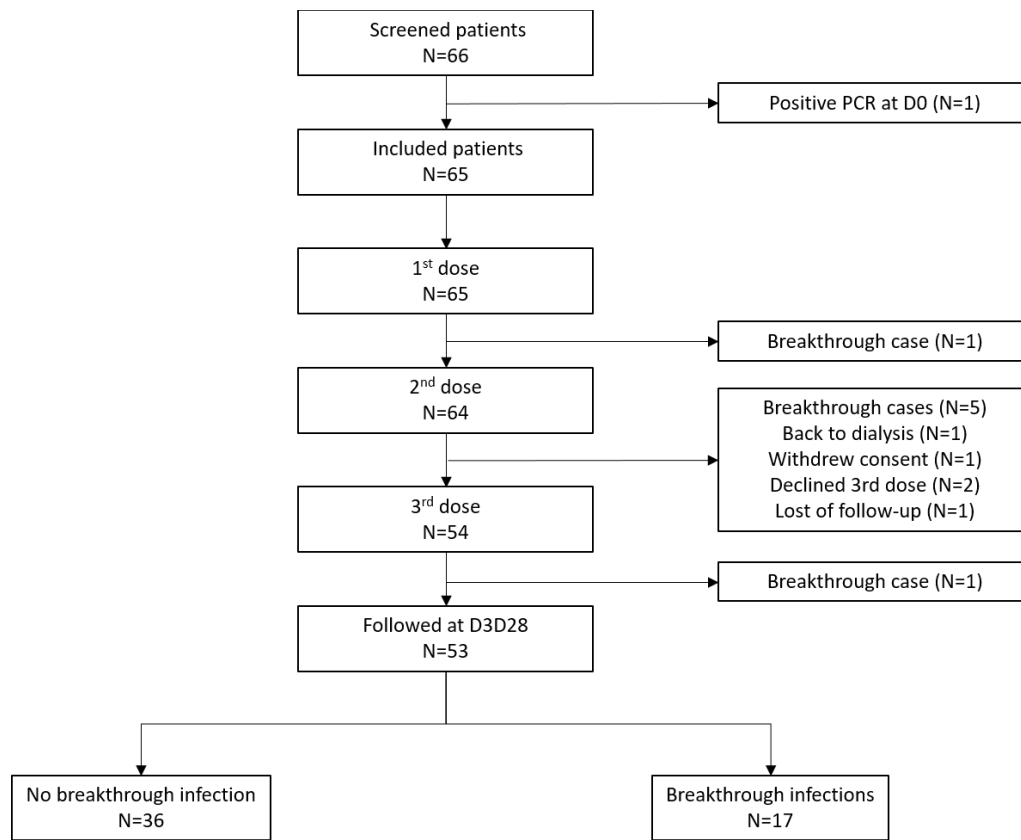 Screened patients
N=66
Positive PCR at D0 (N=1)
Included patients
N=65
1st dose
N=65
Breakthrough case (N=1)
2nd dose
N=64
Breakthrough cases (N=5)
Back to dialysis (N=1)
Withdrew consent (N=1)
Declined 3rd dose (N=2)
Lost of follow-up (N=1)
3rd dose
N=54
Breakthrough case (N=1)
Followed at D3D28
N=53
No breakthrough infection
N=36
Breakthrough infections
N=17